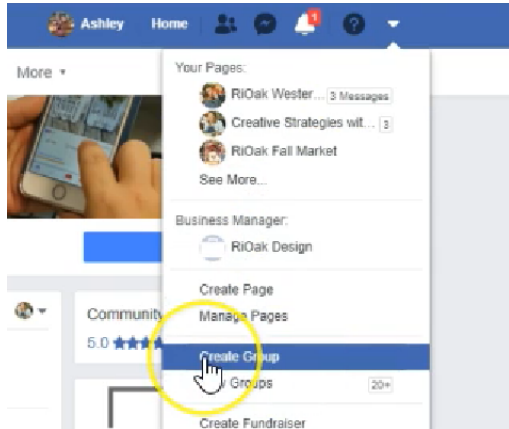 Ashley Home
More
Your Pages:
RiOak Wester... 3 Messages
Creative Strategies wit... 3
RiOak Fall Market
See More...
Business Manager:
RiOak Design
Create Page
Community
Manage Pages
5.0
Create Group
Groups 20+
Create Fundraiser